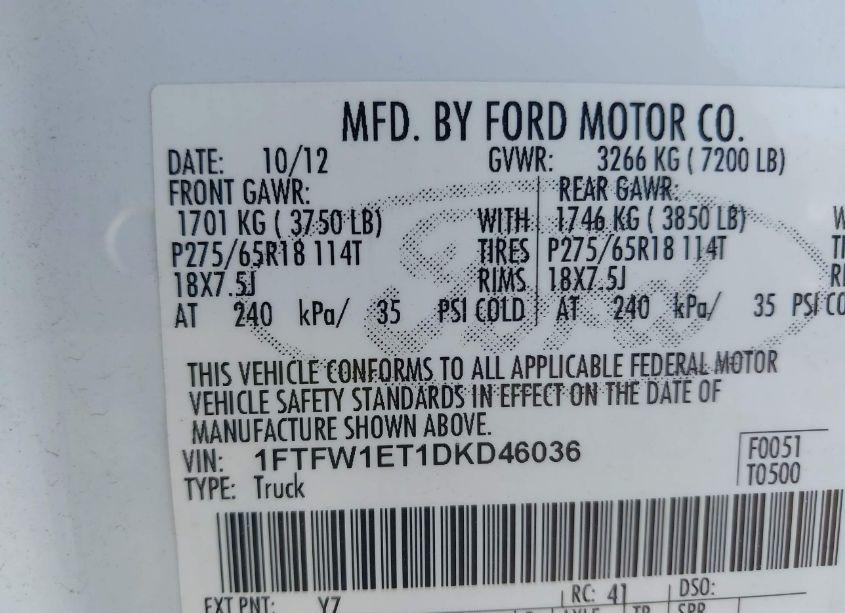 MFD. BY FORD MOTOR CO.
DATE: 10/12 GVWR: 3266 KG ( 7200 LB)
FRONT GAWR: REAR GAWR:
1701 KG ( 3750 LB) WITH 1746 KG ( 3850 LB)
P275/65R18 114T TIRES P275/65R18 114T
18X7.5J RIMS 18X7.5J
AT 240 kPa/ 35 PSI COLD AT 240 kPa/ 35 PSI CO
Ford
THIS VEHICLE CONFORMS TO ALL APPLICABLE FEDERAL MOTOR
VEHICLE SAFETY STANDARDS IN EFFECT ON THE DATE OF
MANUFACTURE SHOWN ABOVE.
VIN: 1FTFW1ET1DKD46036 F0051
TYPE: Truck T0500
EXT PNT: YZ RC: 41 DSO: